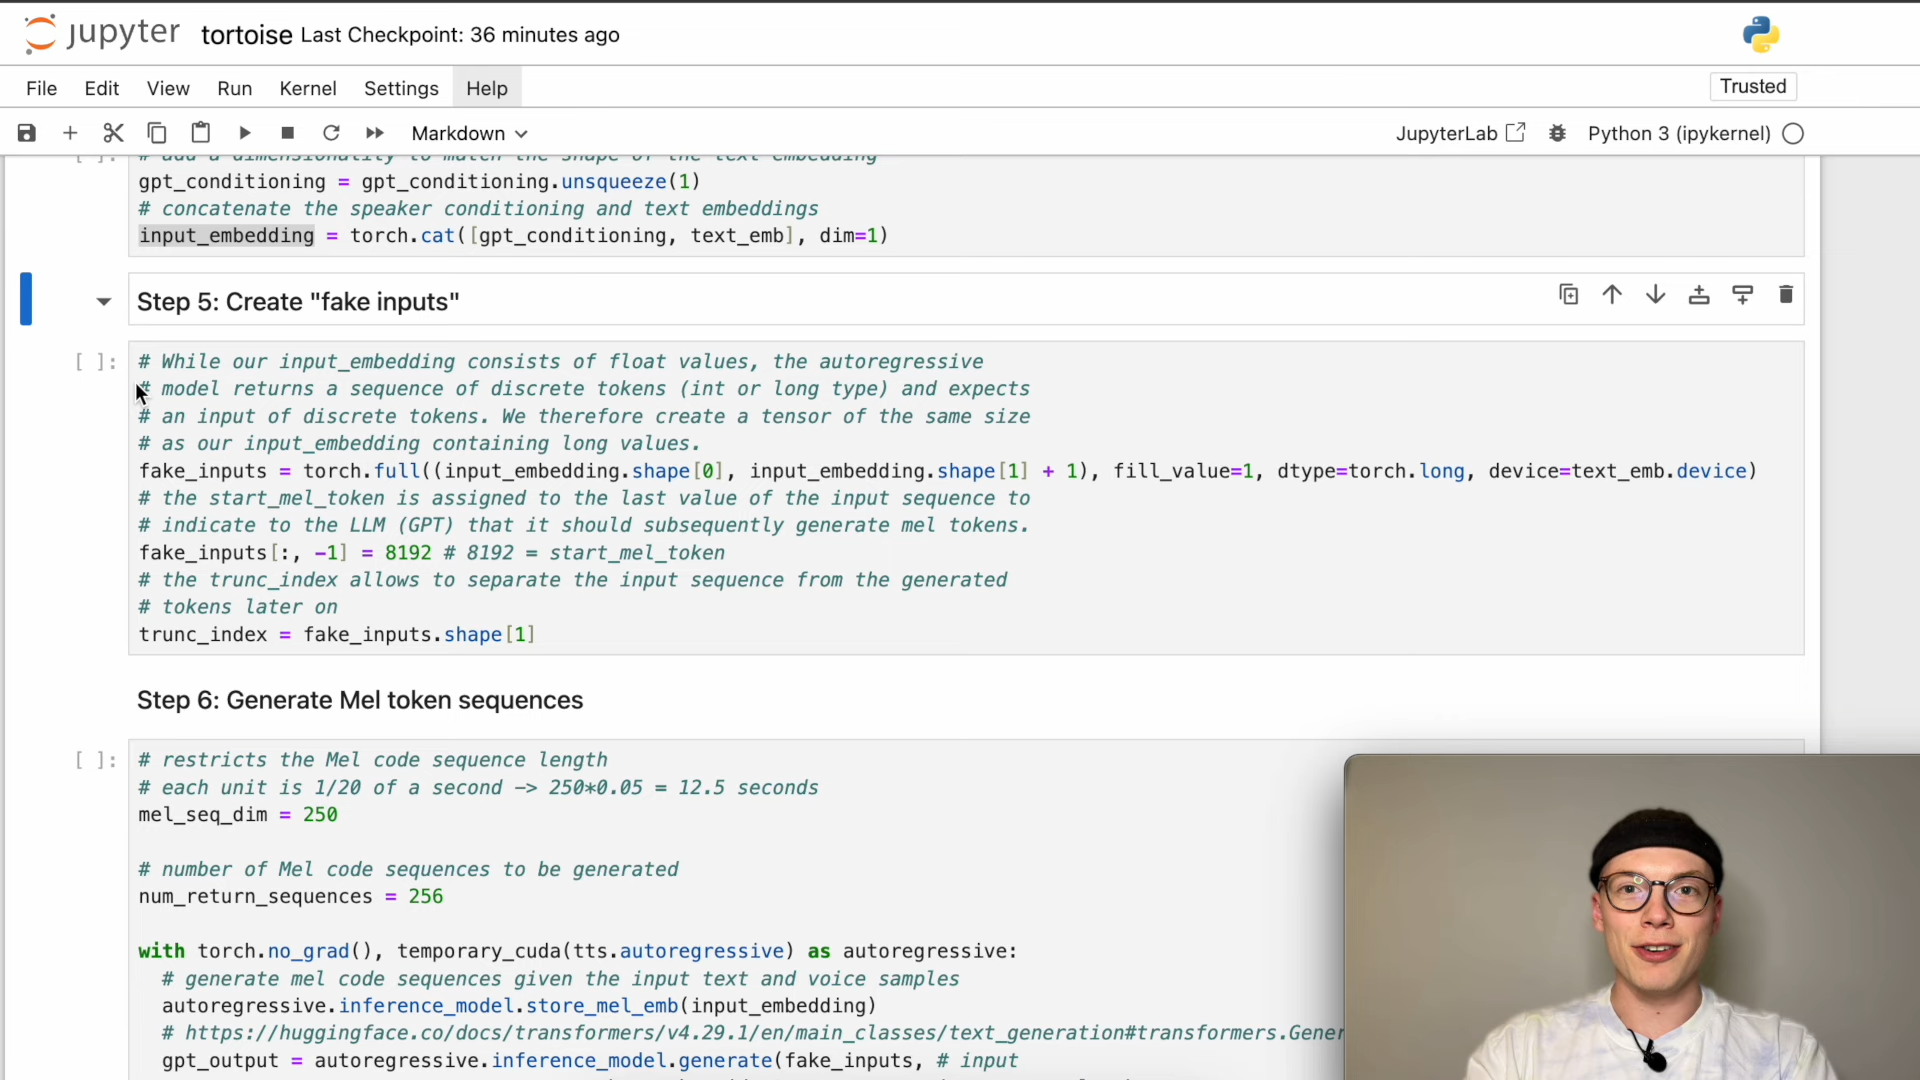 jupyter tortoise Last Checkpoint: 36 minutes ago
File Edit View Run Kernel Settings Help Trusted
Markdown JupyterLab Python 3 (ipykernel)
[ ]: # add a dimensionality to match the shape of the text embedding
gpt_conditioning = gpt_conditioning.unsqueeze(1)
# concatenate the speaker conditioning and text embeddings
input_embedding = torch.cat([gpt_conditioning, text_emb], dim=1)
Step 5: Create "fake inputs"
[ ]: # While our input_embedding consists of float values, the autoregressive
# model returns a sequence of discrete tokens (int or long type) and expects
# an input of discrete tokens. We therefore create a tensor of the same size
# as our input_embedding containing long values.
fake_inputs = torch.full((input_embedding.shape[0], input_embedding.shape[1] + 1), fill_value=1, dtype=torch.long, device=text_emb.device)
# the start_mel_token is assigned to the last value of the input sequence to
# indicate to the LLM (GPT) that it should subsequently generate mel tokens.
fake_inputs[:, -1] = 8192 # 8192 = start_mel_token
# the trunc_index allows to separate the input sequence from the generated
# tokens later on
trunc_index = fake_inputs.shape[1]
Step 6: Generate Mel token sequences
[ ]: # restricts the Mel code sequence length
# each unit is 1/20 of a second -> 250*0.05 = 12.5 seconds
mel_seq_dim = 250
# number of Mel code sequences to be generated
num_return_sequences = 256
with torch.no_grad(), temporary_cuda(tts.autoregressive) as autoregressive:
# generate mel code sequences given the input text and voice samples
autoregressive.inference_model.store_mel_emb(input_embedding)
# https://huggingface.co/docs/transformers/v4.29.1/en/main_classes/text_generation#transformers.Gener
gpt_output = autoregressive.inference_model.generate(fake_inputs, # input